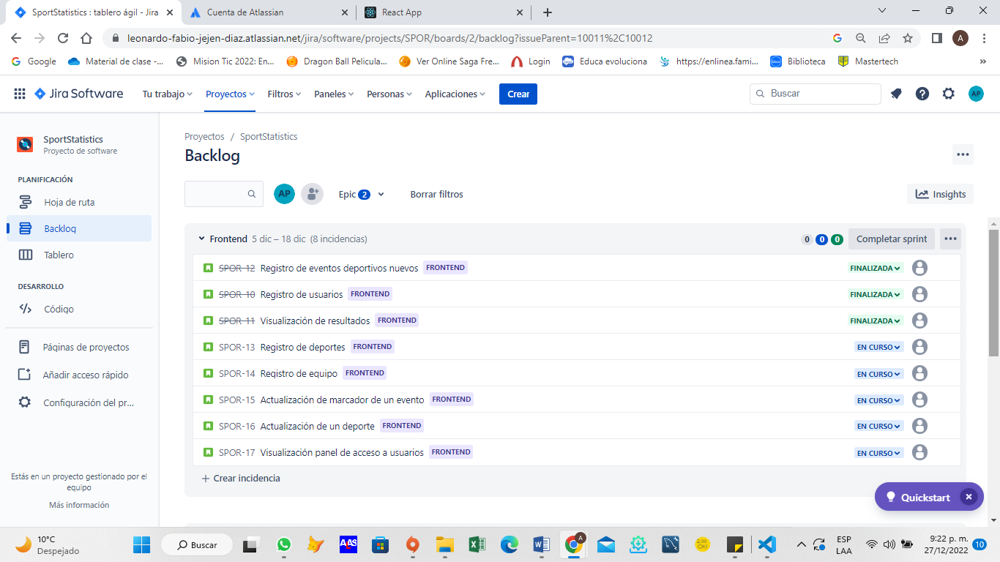 SportStatistics : tablero ágil - Jira
Cuenta de Atlassian
React App
leonardo-fabio-jejen-diaz.atlassian.net/jira/software/projects/SPOR/boards/2/backlog?issueParent=10011%2C10012
A
Google
Material de clase -...
Mision Tic 2022: En...
Dragon Ball Pelicula...
Ver Online Saga Fre...
Login
Educa evoluciona
https://enlinea.fami...
Biblioteca
Mastertech
»
Jira Software
Tu trabajo
Proyectos
Filtros
Paneles
Personas
Aplicaciones
Crear
Buscar
AP
SportStatistics
Proyecto de software
PLANIFICACIÓN
Hoja de ruta
Backlog
Tablero
DESARROLLO
Código
Páginas de proyectos
Añadir acceso rápido
Configuración del pr...
Estás en un proyecto gestionado por el
equipo
Más información
Proyectos / SportStatistics
Backlog
AP
Epic 2
Borrar filtros
Insights
Frontend 5 dic – 18 dic (8 incidencias)
0 0 0
Completar sprint
SPOR-12 Registro de eventos deportivos nuevos FRONTEND FINALIZADA
SPOR-10 Registro de usuarios FRONTEND FINALIZADA
SPOR-11 Visualización de resultados FRONTEND FINALIZADA
SPOR-13 Registro de deportes FRONTEND EN CURSO
SPOR-14 Registro de equipo FRONTEND EN CURSO
SPOR-15 Actualización de marcador de un evento FRONTEND EN CURSO
SPOR-16 Actualización de un deporte FRONTEND EN CURSO
SPOR-17 Visualización panel de acceso a usuarios FRONTEND EN CURSO
+ Crear incidencia
Quickstart
10°C
Despejado
Buscar
A
ESP
LAA
9:22 p. m.
27/12/2022
10